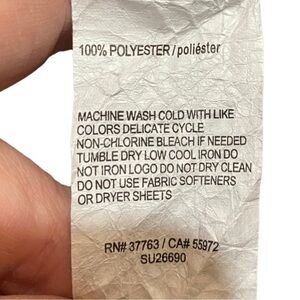 100% POLYESTER / poliéster
MACHINE WASH COLD WITH LIKE
COLORS DELICATE CYCLE
NON-CHLORINE BLEACH IF NEEDED
TUMBLE DRY LOW COOL IRON DO
NOT IRON LOGO DO NOT DRY CLEAN
DO NOT USE FABRIC SOFTENERS
OR DRYER SHEETS
RN# 37763 / CA# 55972
SU26690